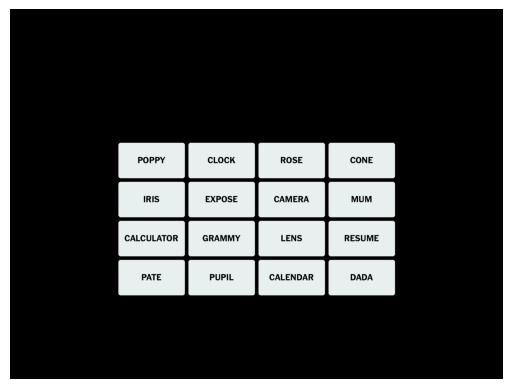 POPPY CLOCK ROSE CONE
IRIS EXPOSE CAMERA MUM
CALCULATOR GRAMMY LENS RESUME
PATE PUPIL CALENDAR DADA